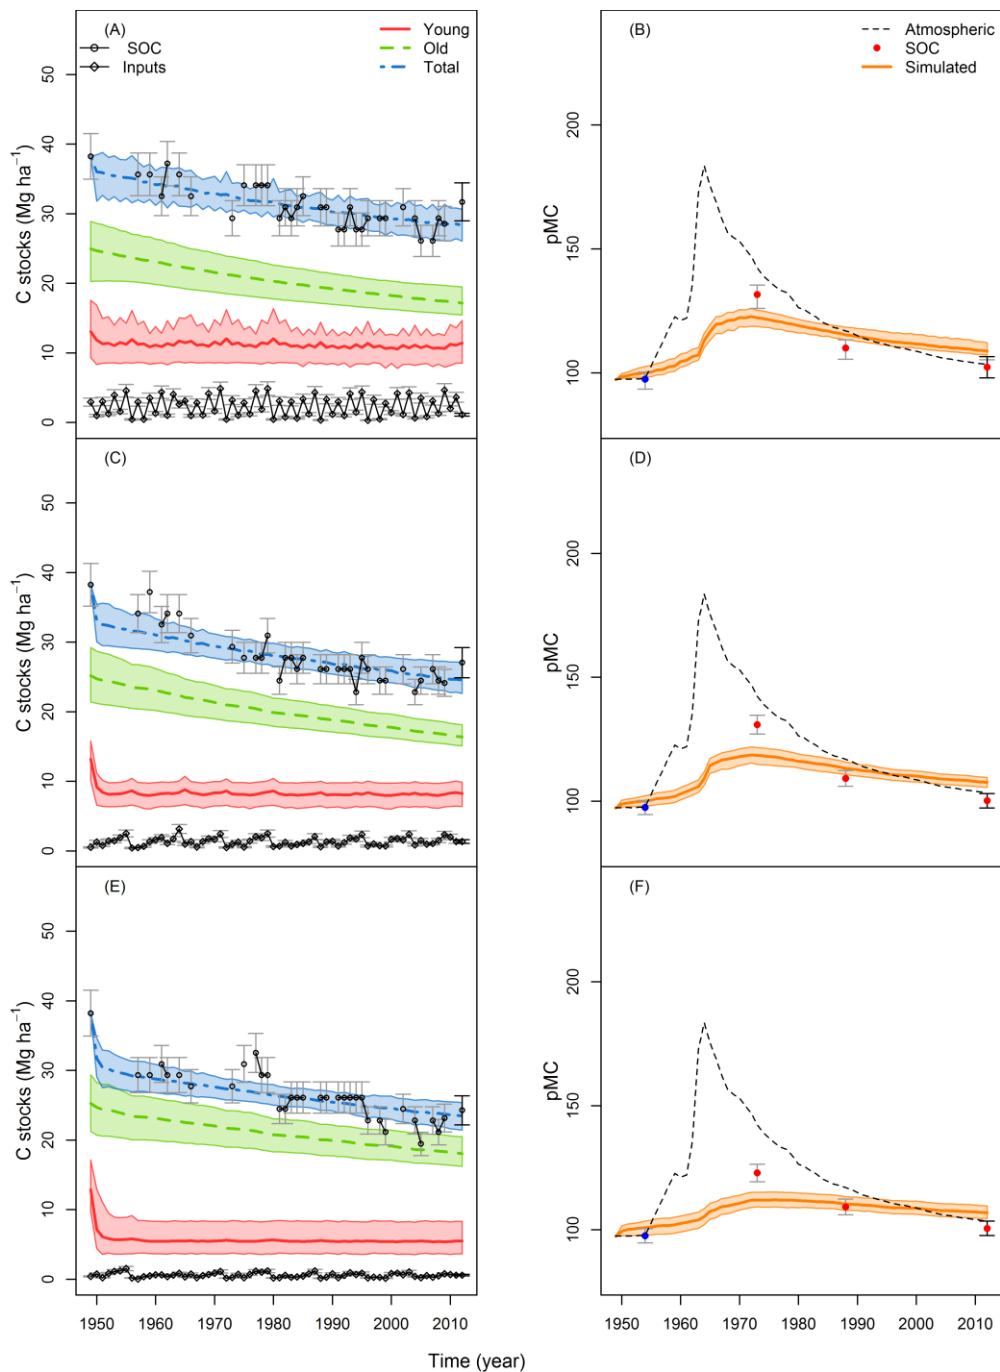 (A)
SOC
Inputs
Young
Old
Total
50
40
30
20
10
0
C stocks (Mg ha⁻¹)
(B)
Atmospheric
SOC
Simulated
200
150
100
pMC
(C)
50
40
30
20
10
0
C stocks (Mg ha⁻¹)
(D)
200
150
100
pMC
(E)
50
40
30
20
10
0
C stocks (Mg ha⁻¹)
1950 1960 1970 1980 1990 2000 2010
(F)
200
150
100
pMC
1950 1960 1970 1980 1990 2000 2010
Time (year)